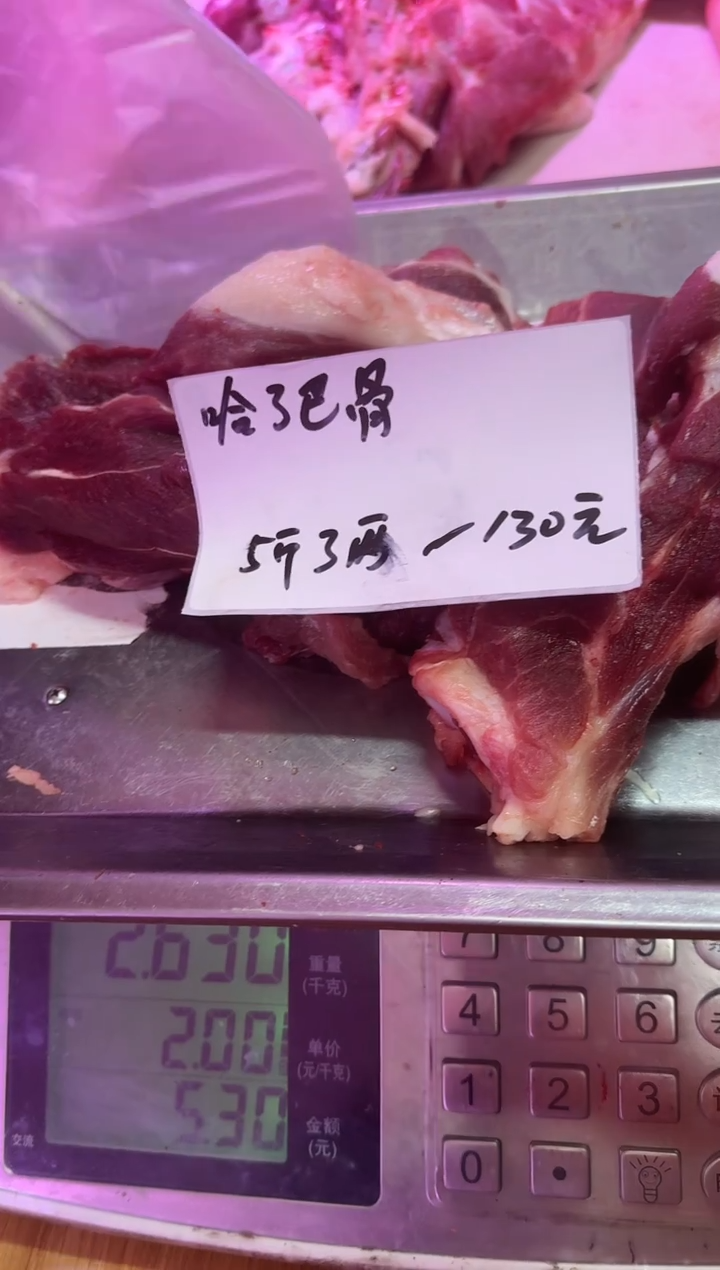 哈了巴骨
5斤3两 — 130元
2.630
重量
(千克)
2.00
单价
(元/千克)
5.30
金额
(元)
交流
7 8 9
4 5 6
1 2 3
0 •